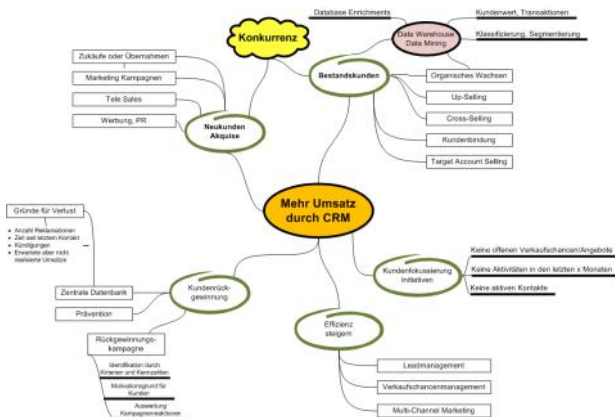 Database Enrichments
Data Warehouse
Data Mining
Kundenwert, Transaktionen
Klassifizierung, Segmentierung
Konkurrenz
Bestandskunden
Organisches Wachsen
Up-Selling
Cross-Selling
Kundenbindung
Target Account Selling
Zukäufe oder Übernahmen
Marketing Kampagnen
Tele Sales
Werbung, PR
Neukunden
Akquise
Mehr Umsatz
durch CRM
Gründe für Verlust
Anzahl Reklamationen
Zeit seit letztem Kontakt
Kündigungen
Erwartete aber nicht
realisierte Umsätze
Zentrale Datenbank
Prävention
Kundenrück-
gewinnung
Rückgewinnungs-
kampagne
Identifikation durch
Kriterien und Kennzahlen
Motivationsgrund für
Kunden
Auswertung
Kampagnenreaktionen
Kundenfokussierung
Initiativen
Keine offenen Verkaufschancen/Angebote
Keine Aktivitäten in den letzten x Monaten
Keine aktiven Kontakte
Effizienz
steigern
Leadmanagement
Verkaufschancenmanagement
Multi-Channel Marketing